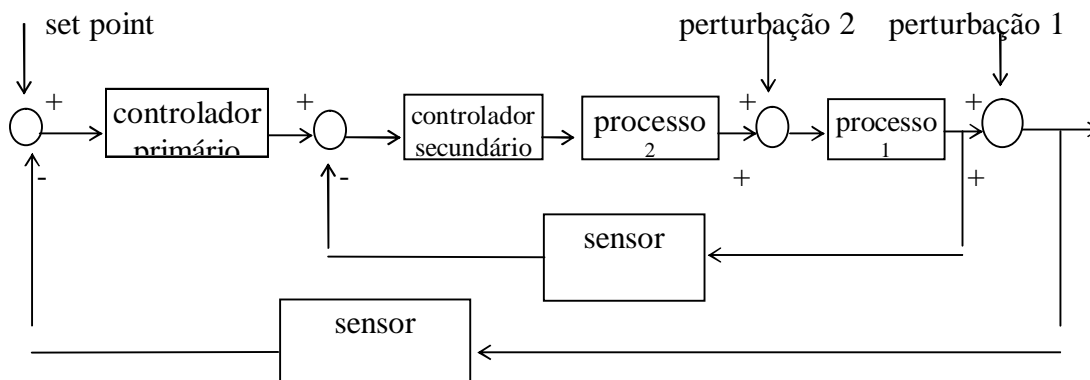 set point
perturbação 2
perturbação 1
+
controlador
primário
+
controlador
secundário
processo
2
+
processo
1
+
-
-
+
+
sensor
sensor